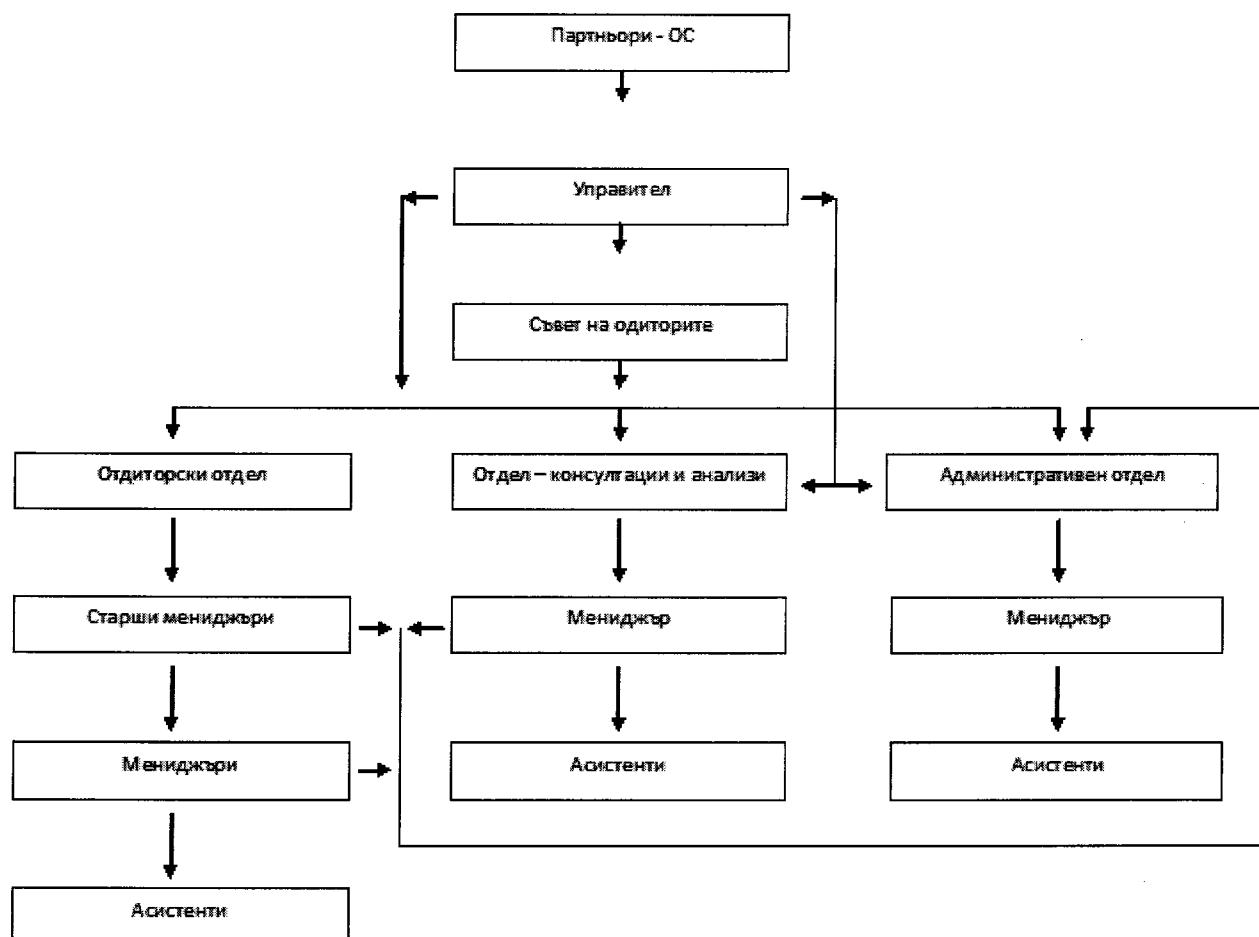 Партньори - ОС
Управител
Съвет на одиторите
Отдиторски отдел
Отдел – консултации и анализи
Административен отдел
Старши мениджъри
Мениджър
Мениджър
Мениджъри
Асистенти
Асистенти
Асистенти